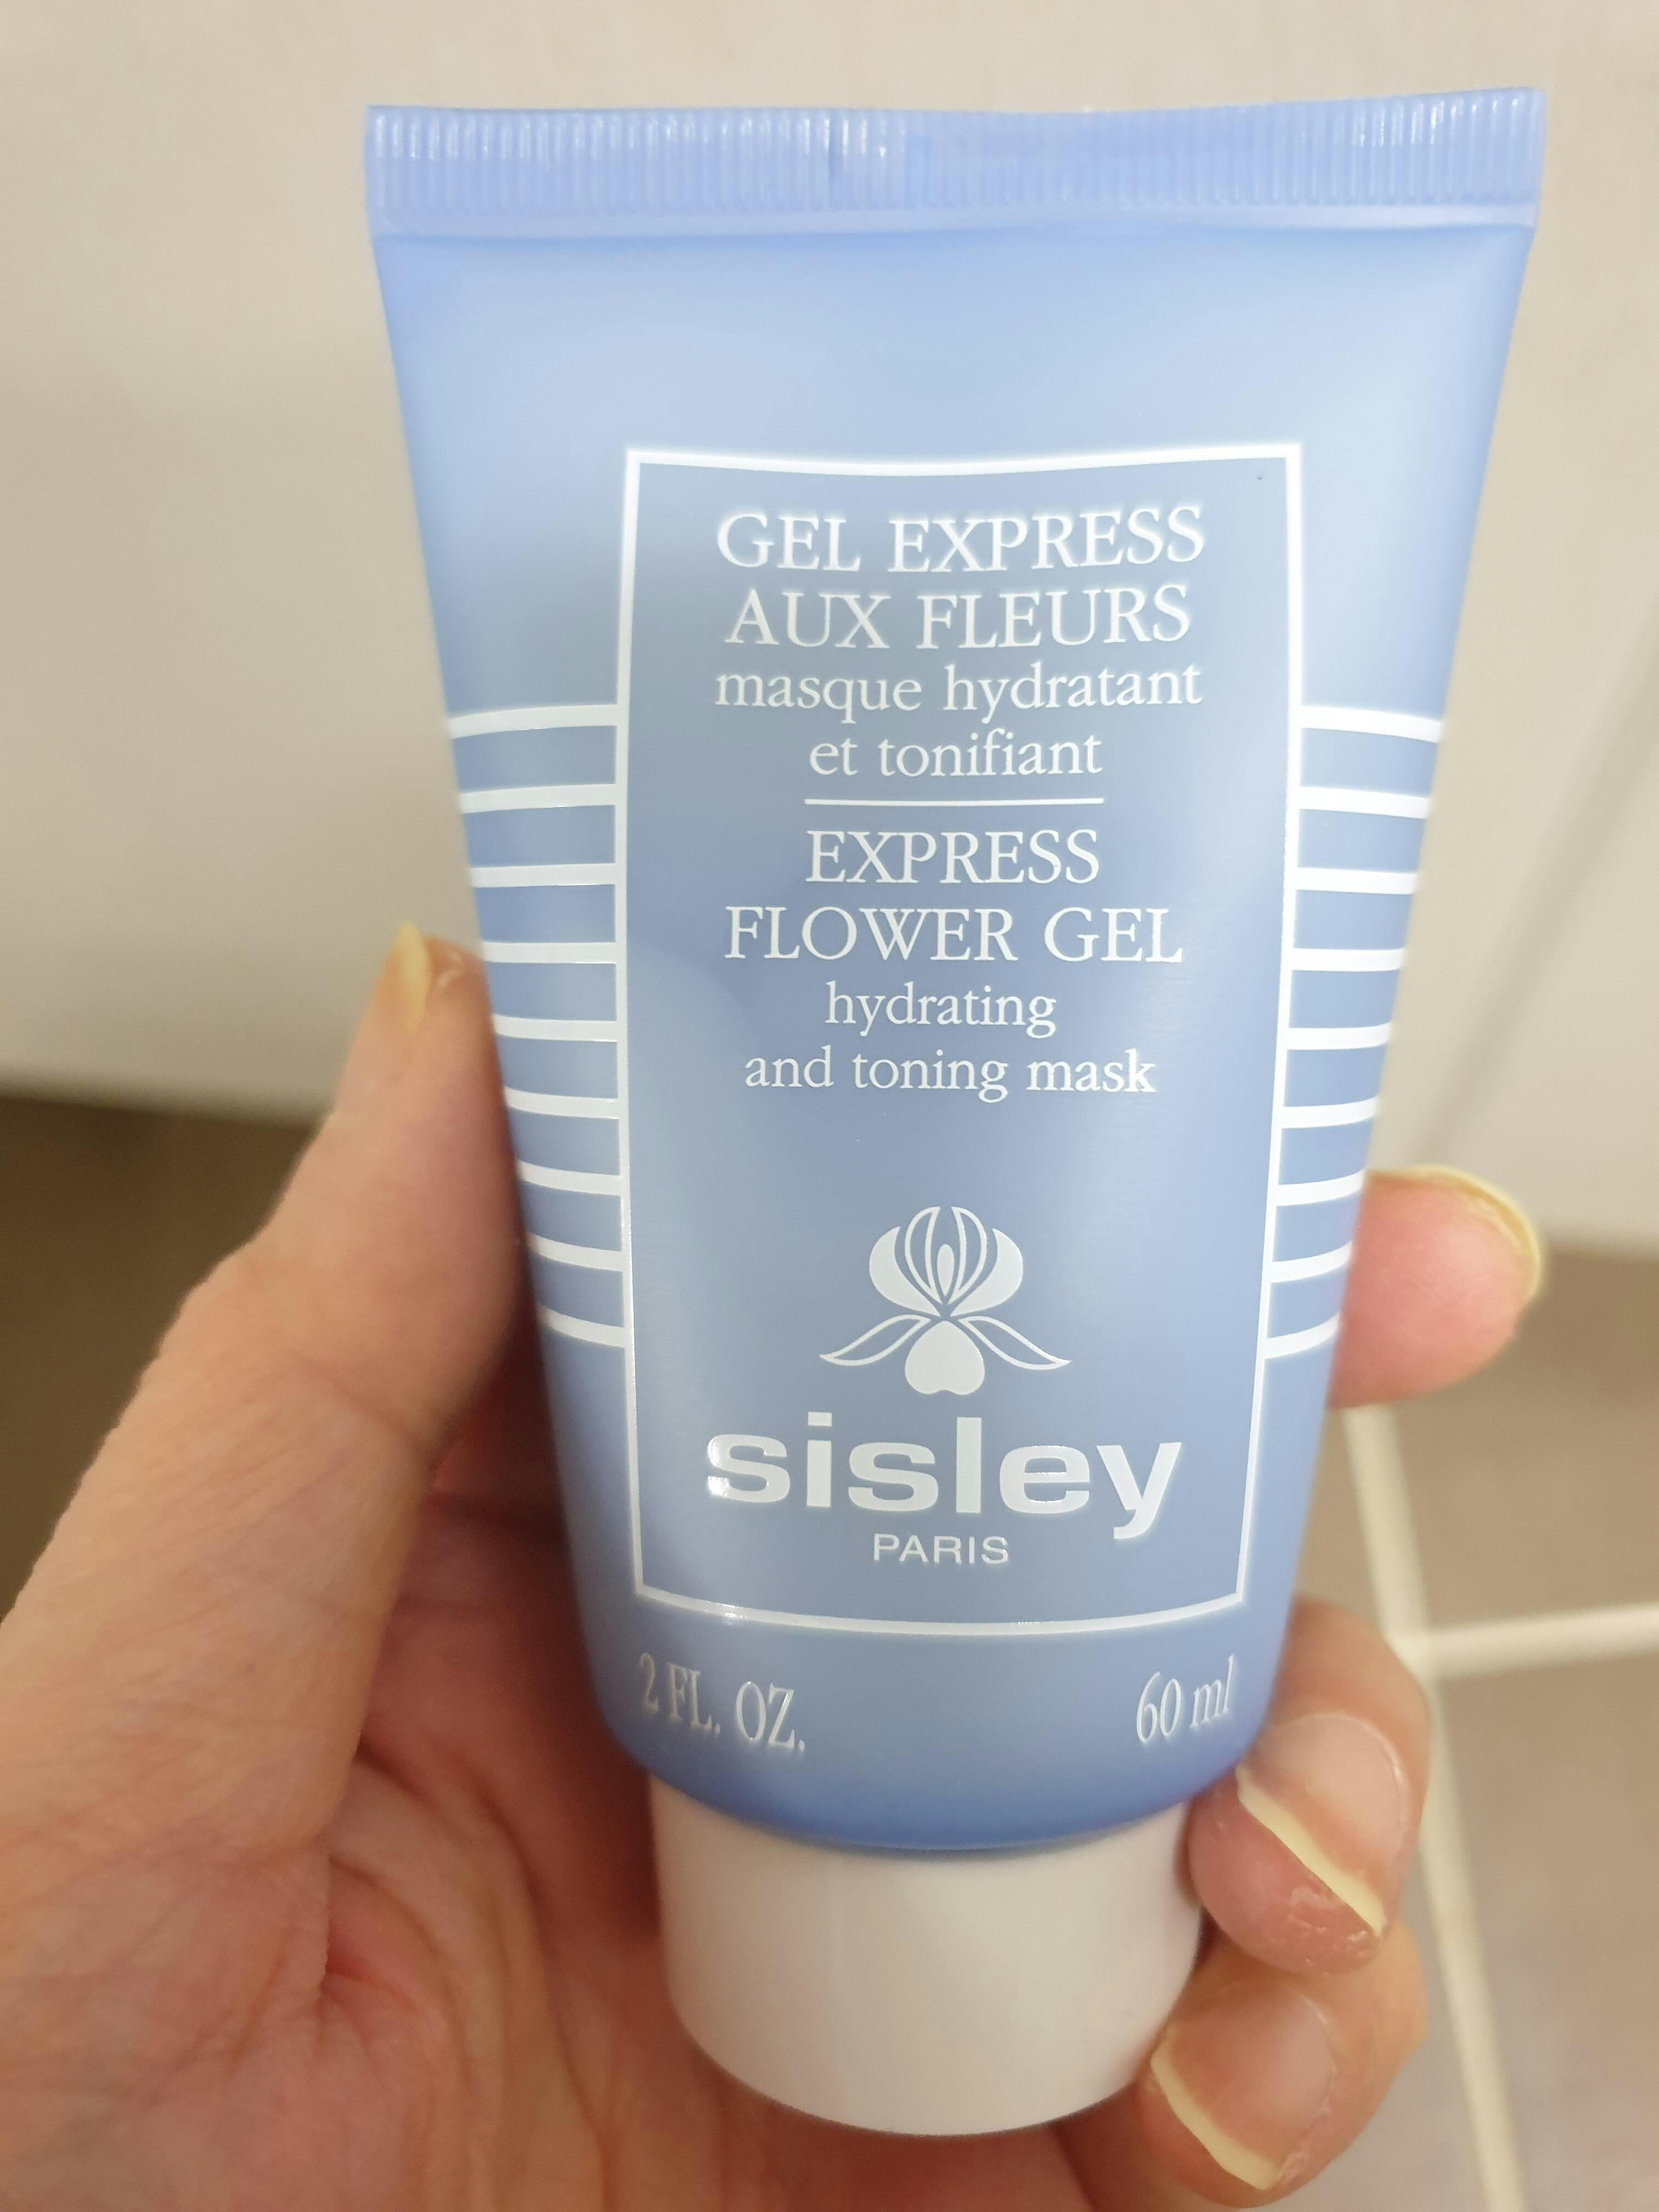 GEL EXPRESS
AUX FLEURS
masque hydratant
et tonifiant
EXPRESS
FLOWER GEL
hydrating
and toning mask
sisley
PARIS
2 FL. OZ. 60 ml